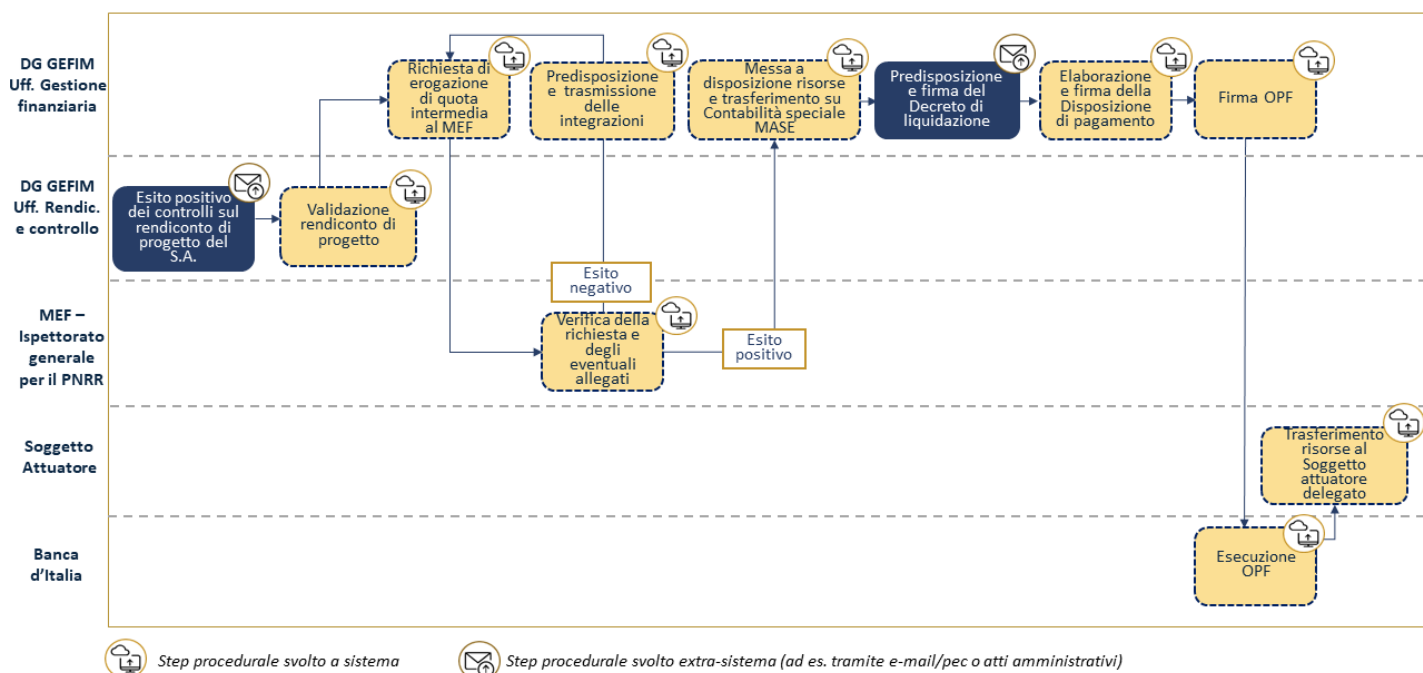 DG GEFIM
Uff. Gestione
finanziaria
Richiesta di
erogazione
di quota
intermedia
al MEF
Predisposizione
e trasmissione
delle
integrazioni
Messa a
disposizione risorse
e trasferimento su
Contabilità speciale
MASE
Predisposizione
e firma del
Decreto di
liquidazione
Elaborazione
e firma della
Disposizione
di pagamento
Firma OPF
DG GEFIM
Uff. Rendic.
e controllo
Esito positivo
dei controlli sul
rendiconto di
progetto del
S.A.
Validazione
rendiconto di
progetto
Esito
negativo
MEF –
Ispettorato
generale
per il PNRR
Verifica della
richiesta e
degli
eventuali
allegati
Esito
positivo
Soggetto
Attuatore
Trasferimento
risorse al
Soggetto
attuatore
delegato
Banca
d’Italia
Esecuzione
OPF
Step procedurale svolto a sistema
Step procedurale svolto extra-sistema (ad es. tramite e-mail/pec o atti amministrativi)